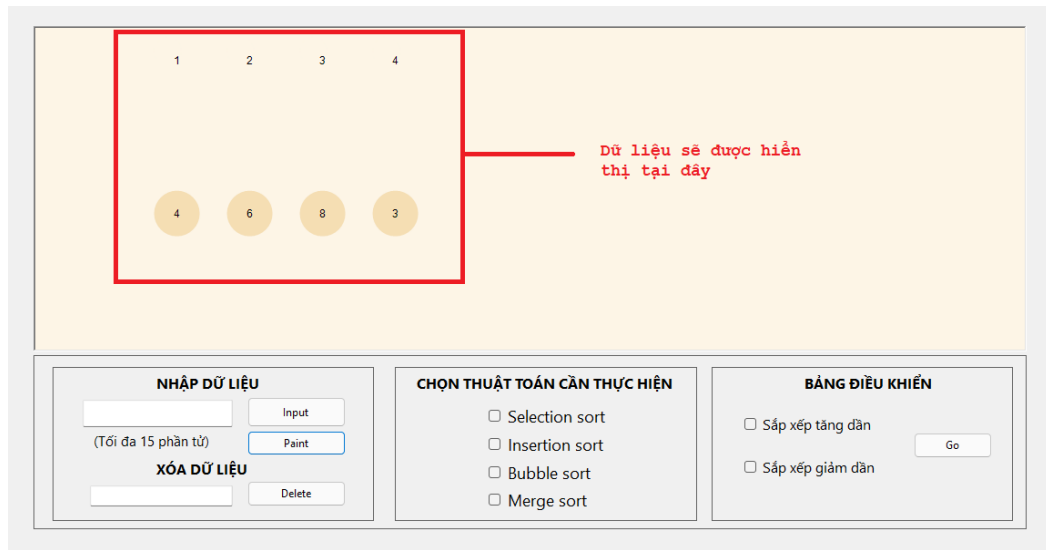 1 2 3 4
Dữ liệu sẽ được hiển
thị tại đây
4 6 8 3
NHẬP DỮ LIỆU
Input
(Tối đa 15 phần tử)
Paint
XÓA DỮ LIỆU
Delete
CHỌN THUẬT TOÁN CẦN THỰC HIỆN
Selection sort
Insertion sort
Bubble sort
Merge sort
BẢNG ĐIỀU KHIỂN
Sắp xếp tăng dần
Go
Sắp xếp giảm dần